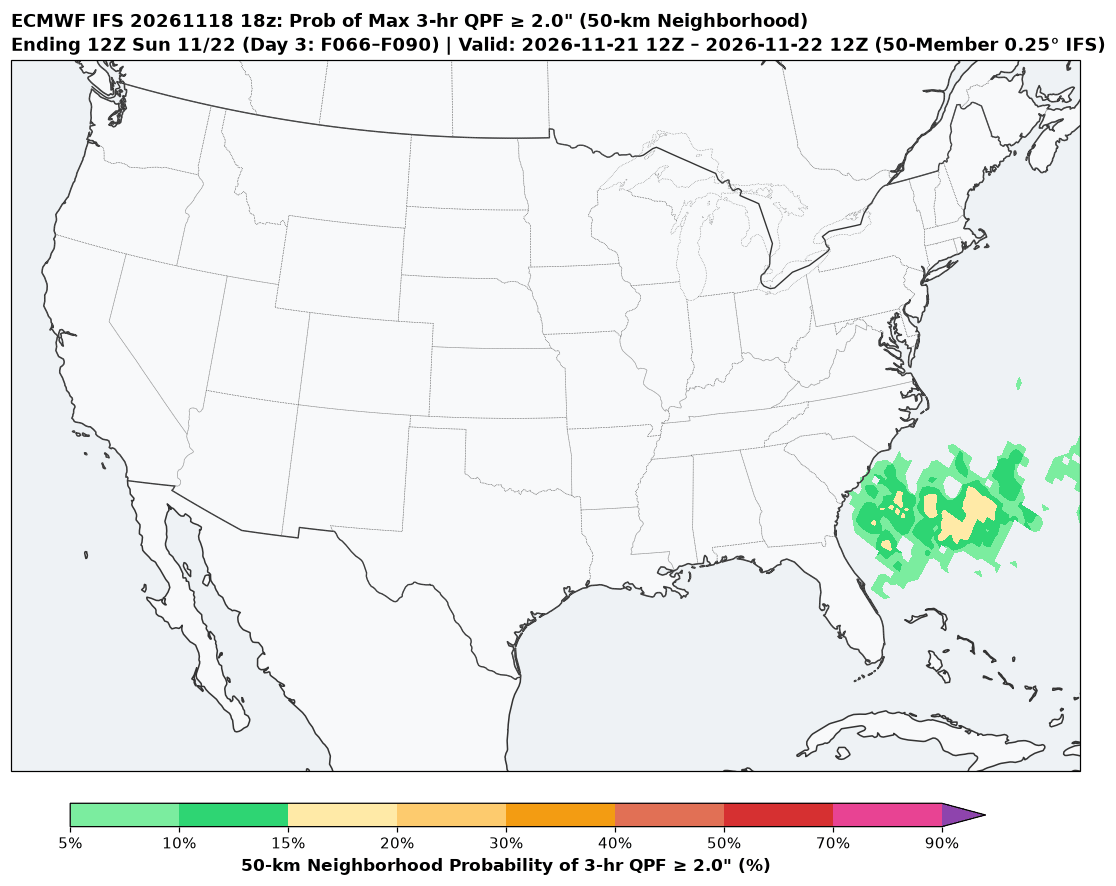 ECMWF IFS 20261118 18z: Prob of Max 3-hr QPF ≥ 2.0" (50-km Neighborhood)
Ending 12Z Sun 11/22 (Day 3: F066–F090) | Valid: 2026-11-21 12Z – 2026-11-22 12Z (50-Member 0.25° IFS)
5% 10% 15% 20% 30% 40% 50% 70% 90%
50-km Neighborhood Probability of 3-hr QPF ≥ 2.0" (%)